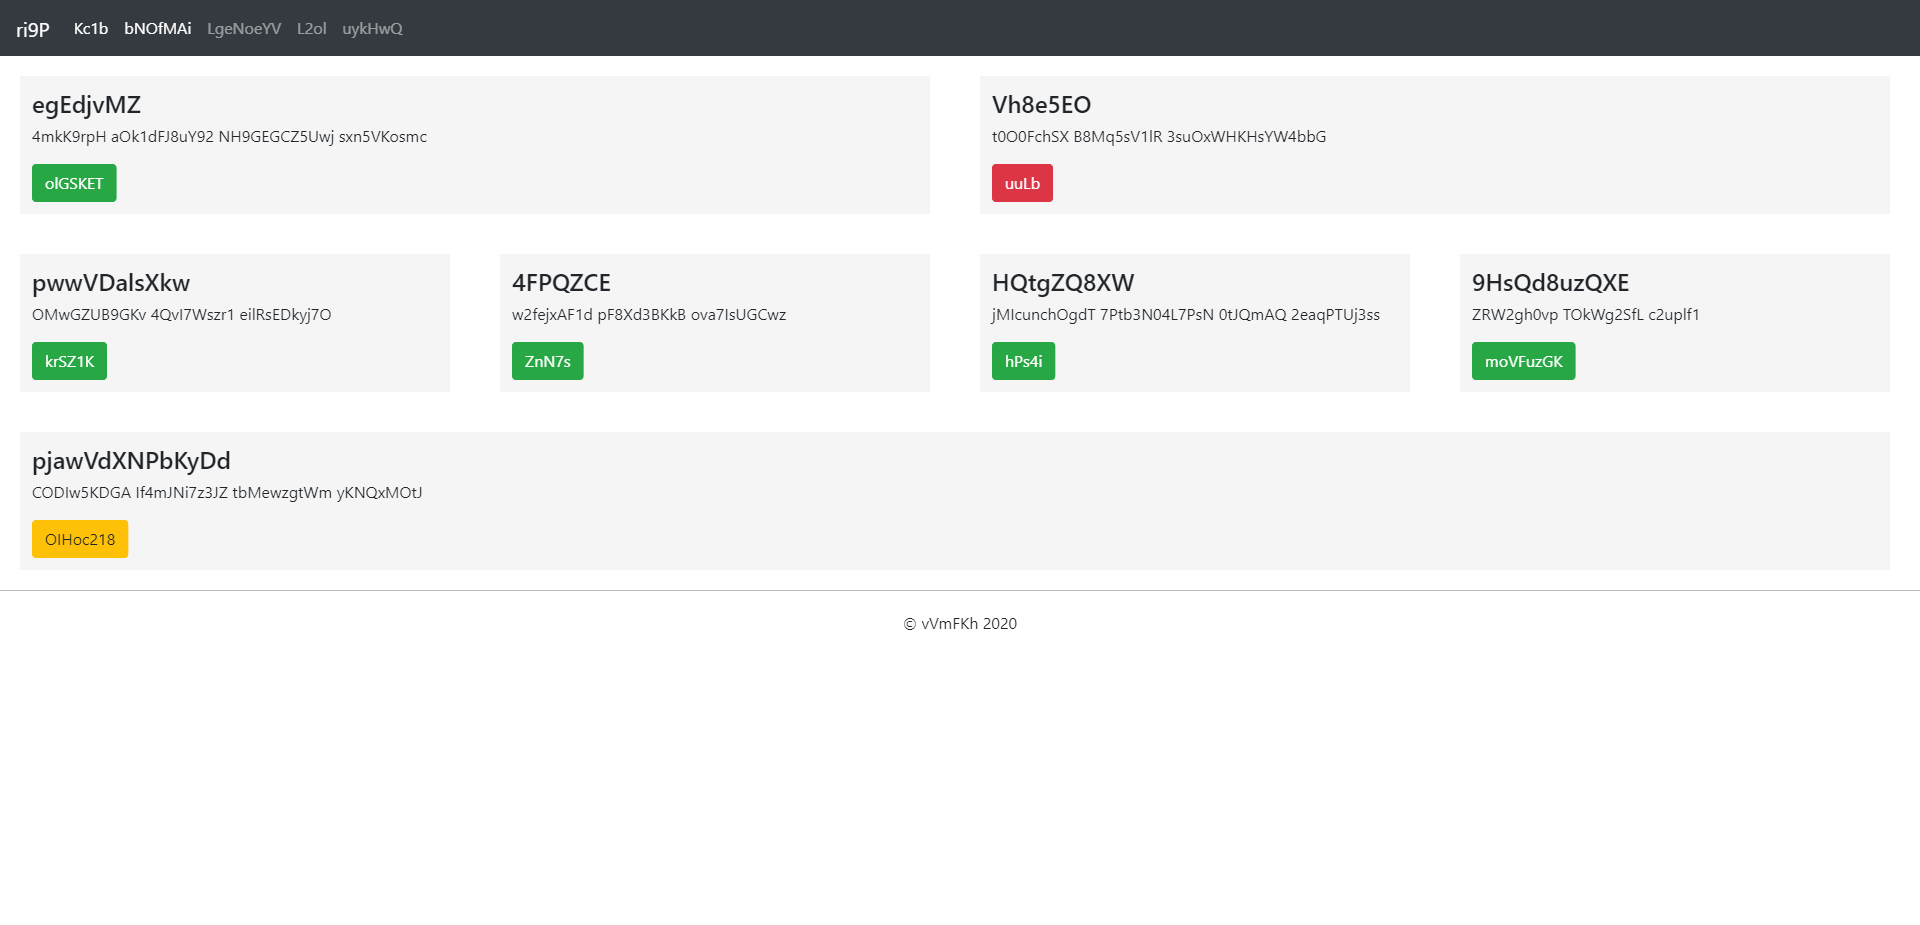 ri9P Kc1b bNOfMAi LgeNoeYV L2ol uykHwQ
egEdjvMZ
4mkK9rpH aOk1dFJ8uY92 NH9GEGCZ5Uwj sxn5VKosmc
olGSKET
Vh8e5EO
t0O0FchSX B8Mq5sV1lR 3suOxWHKHsYW4bbG
uuLb
pwwVDalsXkw
OMwGZUB9GKv 4QvI7Wszr1 eilRsEDkyj7O
krSZ1K
4FPQZCE
w2fejxAF1d pF8Xd3BKkB ova7IsUGCwz
ZnN7s
HQtgZQ8XW
jMIcunchOgdT 7Ptb3N04L7PsN 0tJQmAQ 2eaqPTUj3ss
hPs4i
9HsQd8uzQXE
ZRW2gh0vp TOkWg2SfL c2uplf1
moVFuzGK
pjawVdXNPbKyDd
CODIw5KDGA If4mJNi7z3JZ tbMewzgtWm yKNQxMOtJ
OIHoc218
© vVmFKh 2020